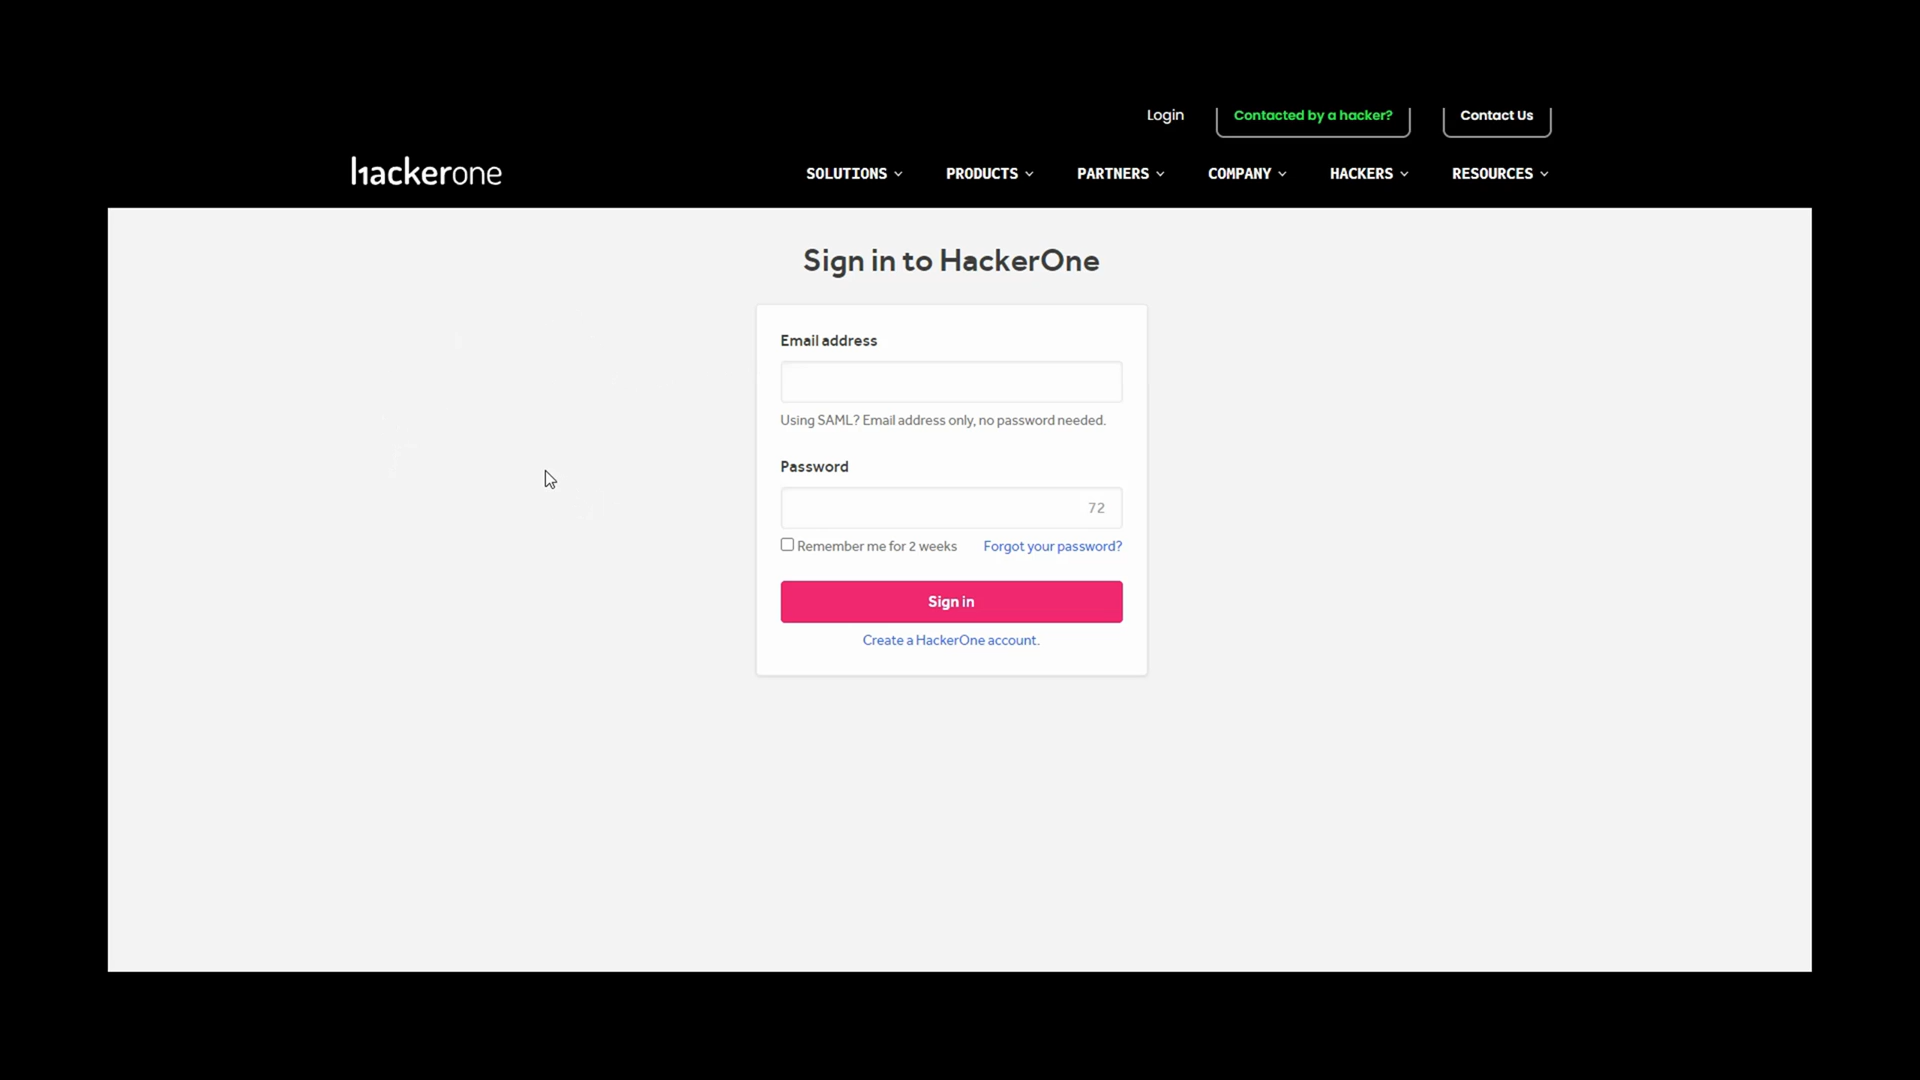 Login Contacted by a hacker? Contact Us
hackerone SOLUTIONS PRODUCTS PARTNERS COMPANY HACKERS RESOURCES
Sign in to HackerOne
Email address
Using SAML? Email address only, no password needed.
Password
72
Remember me for 2 weeks Forgot your password?
Sign in
Create a HackerOne account.